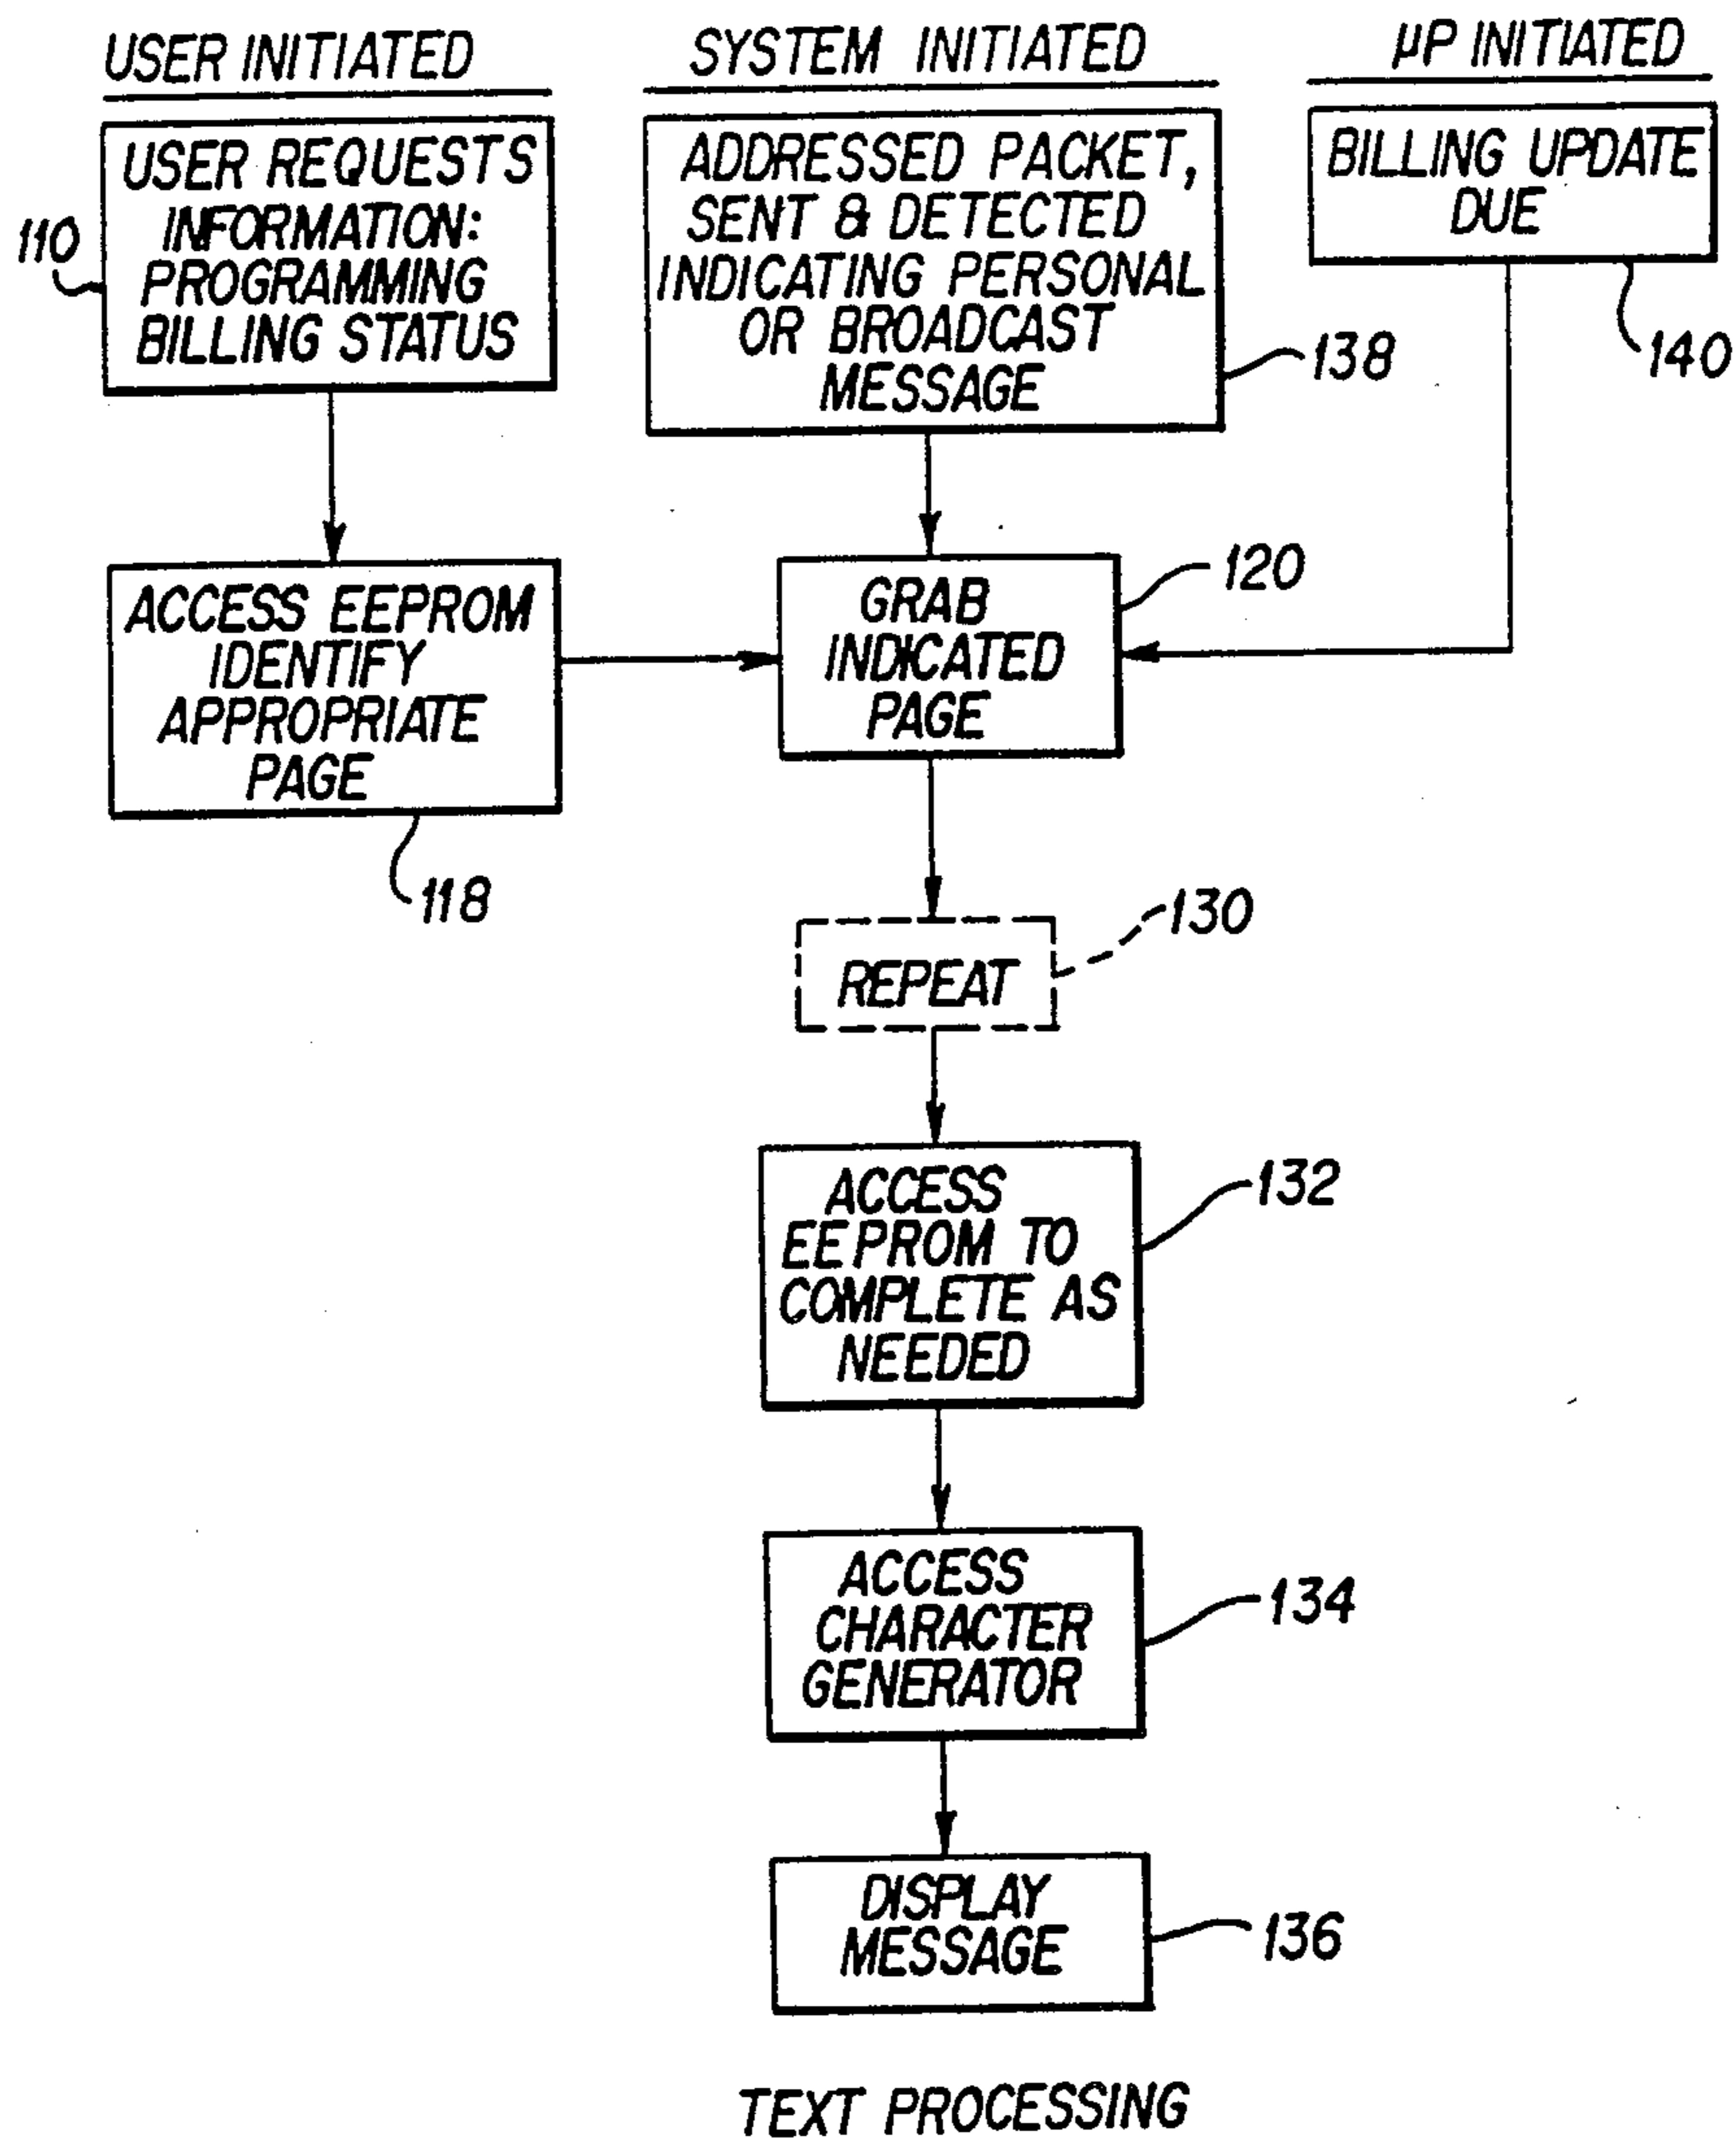 USER INITIATED
USER REQUESTS
INFORMATION:
PROGRAMMING
BILLING STATUS
110
SYSTEM INITIATED
ADDRESSED PACKET,
SENT & DETECTED
INDICATING PERSONAL
OR BROADCAST
MESSAGE
138
µP INITIATED
BILLING UPDATE
DUE
140
ACCESS EEPROM
IDENTIFY
APPROPRIATE
PAGE
118
GRAB
INDICATED
PAGE
120
REPEAT
130
ACCESS
EEPROM TO
COMPLETE AS
NEEDED
132
ACCESS
CHARACTER
GENERATOR
134
DISPLAY
MESSAGE
136
TEXT PROCESSING